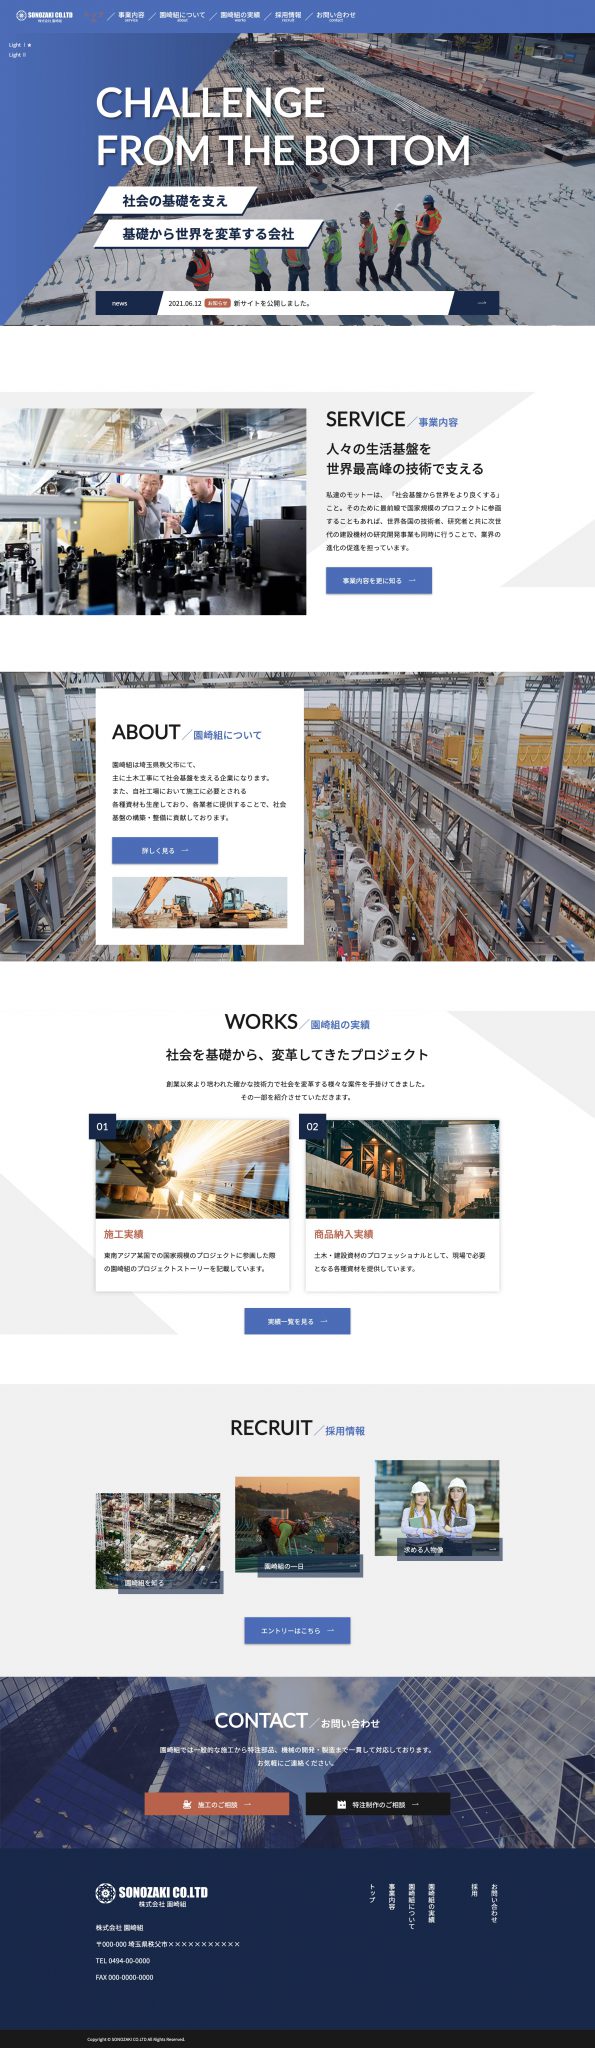 SONOZAKI CO.LTD
株式会社 園崎組
トップ
／ 事業内容
service
／ 園崎組について
about
／ 園崎組の実績
works
／ 採用情報
recruit
／ お問い合わせ
contact
Light Ⅰ★
Light Ⅱ
CHALLENGE
FROM THE BOTTOM
社会の基礎を支え
基礎から世界を変革する会社
news
2021.06.12 お知らせ 新サイトを公開しました。
SERVICE／事業内容
人々の生活基盤を
世界最高峰の技術で支える
私達のモットーは、「社会基盤から世界をより良くする」
こと。そのために最前線で国家規模のプロフェクトに参画
することもあれば、世界各国の技術者、研究者と共に次世
代の建設機材の研究開発事業も同時に行うことで、業界の
進化の促進を担っています。
事業内容を更に知る
ABOUT／園崎組について
園崎組は埼玉県秩父市にて、
主に土木工事にて社会基盤を支える企業になります。
また、自社工場において施工に必要とされる
各種資材も生産しており、各業者に提供することで、社会
基盤の構築・整備に貢献しております。
詳しく見る
WORKS／園崎組の実績
社会を基礎から、変革してきたプロジェクト
創業以来より培われた確かな技術力で社会を変革する様々な案件を手掛けてきました。
その一部を紹介させていただきます。
01
施工実績
東南アジア某国での国家規模のプロジェクトに参画した際
の園崎組のプロジェクトストーリーを記載しています。
02
商品納入実績
土木・建設資材のプロフェッショナルとして、現場で必要
となる各種資材を提供しています。
実績一覧を見る
RECRUIT／採用情報
園崎組を知る
園崎組の一日
求める人物像
エントリーはこちら
CONTACT／お問い合わせ
園崎組では一般的な施工から特注部品、機械の開発・製造まで一貫して対応しております。
お気軽にご連絡ください。
施工のご相談
特注制作のご相談
SONOZAKI CO.LTD
株式会社 園崎組
株式会社 園崎組
〒000-000 埼玉県秩父市×××××××××××
TEL 0494-00-0000
FAX 000-0000-0000
トップ
事業内容
園崎組について
園崎組の実績
採用
お問い合わせ
Copyright © SONOZAKI CO.LTD All Rights Reserved.